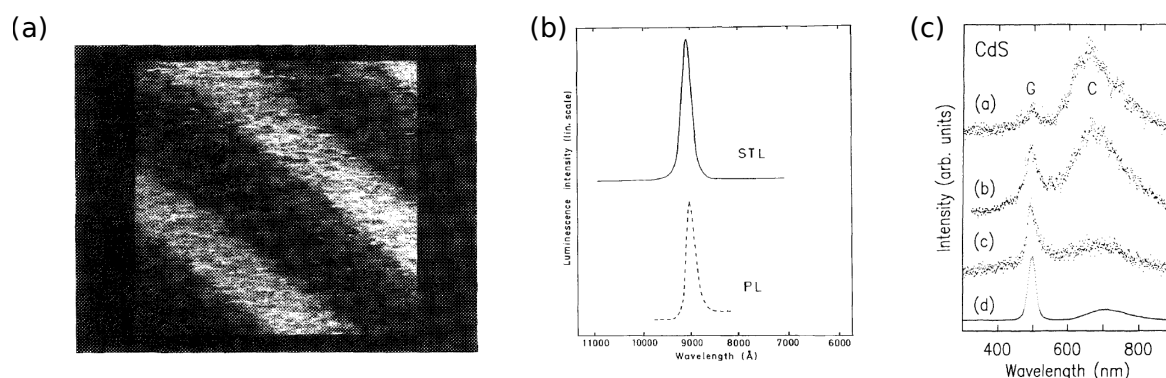 (a)
(b)
Luminescence intensity (lin. scale)
STL
PL
11000 10000 9000 8000 7000 6000
Wavelength (Å)
(c)
CdS
G C
(a)
(b)
(c)
(d)
Intensity (arb. units)
400 600 800
Wavelength (nm)